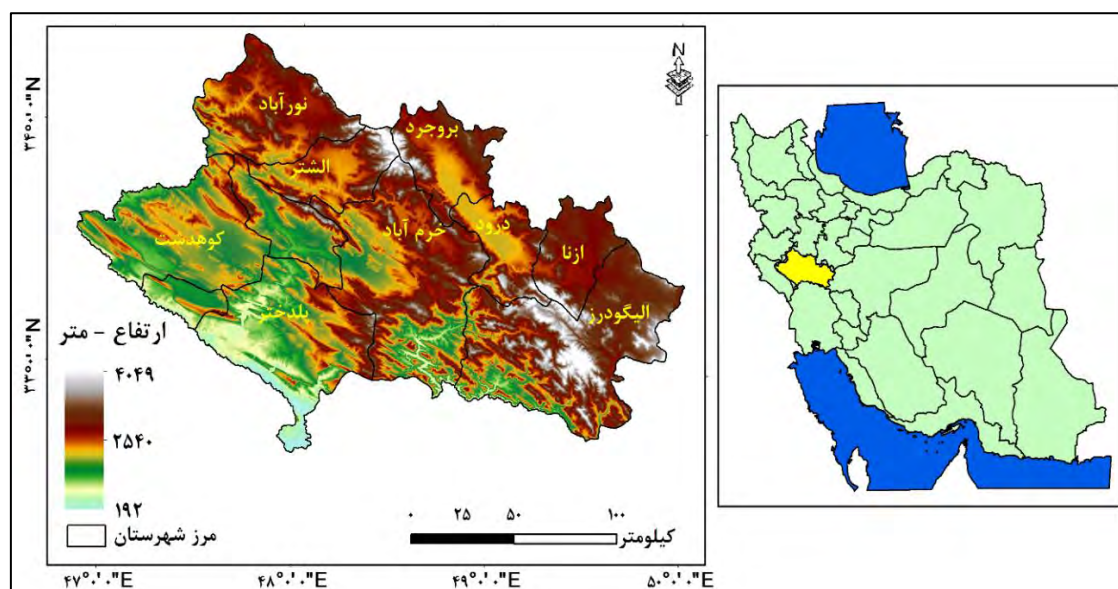 N
نورآباد
بروجرد
الشتر
کوهدشت
خرم آباد
درود
ازنا
الیگودرز
پلدختر
ارتفاع - متر
۴۰۴۹
۲۵۴۰
۱۹۲
مرز شهرستان
۰ ۲۵ ۵۰ ۱۰۰
کیلومتر
۳۴°۰'۰"N
۳۳°۰'۰"N
۴۷°۰'۰"E
۴۸°۰'۰"E
۴۹°۰'۰"E
۵۰°۰'۰"E